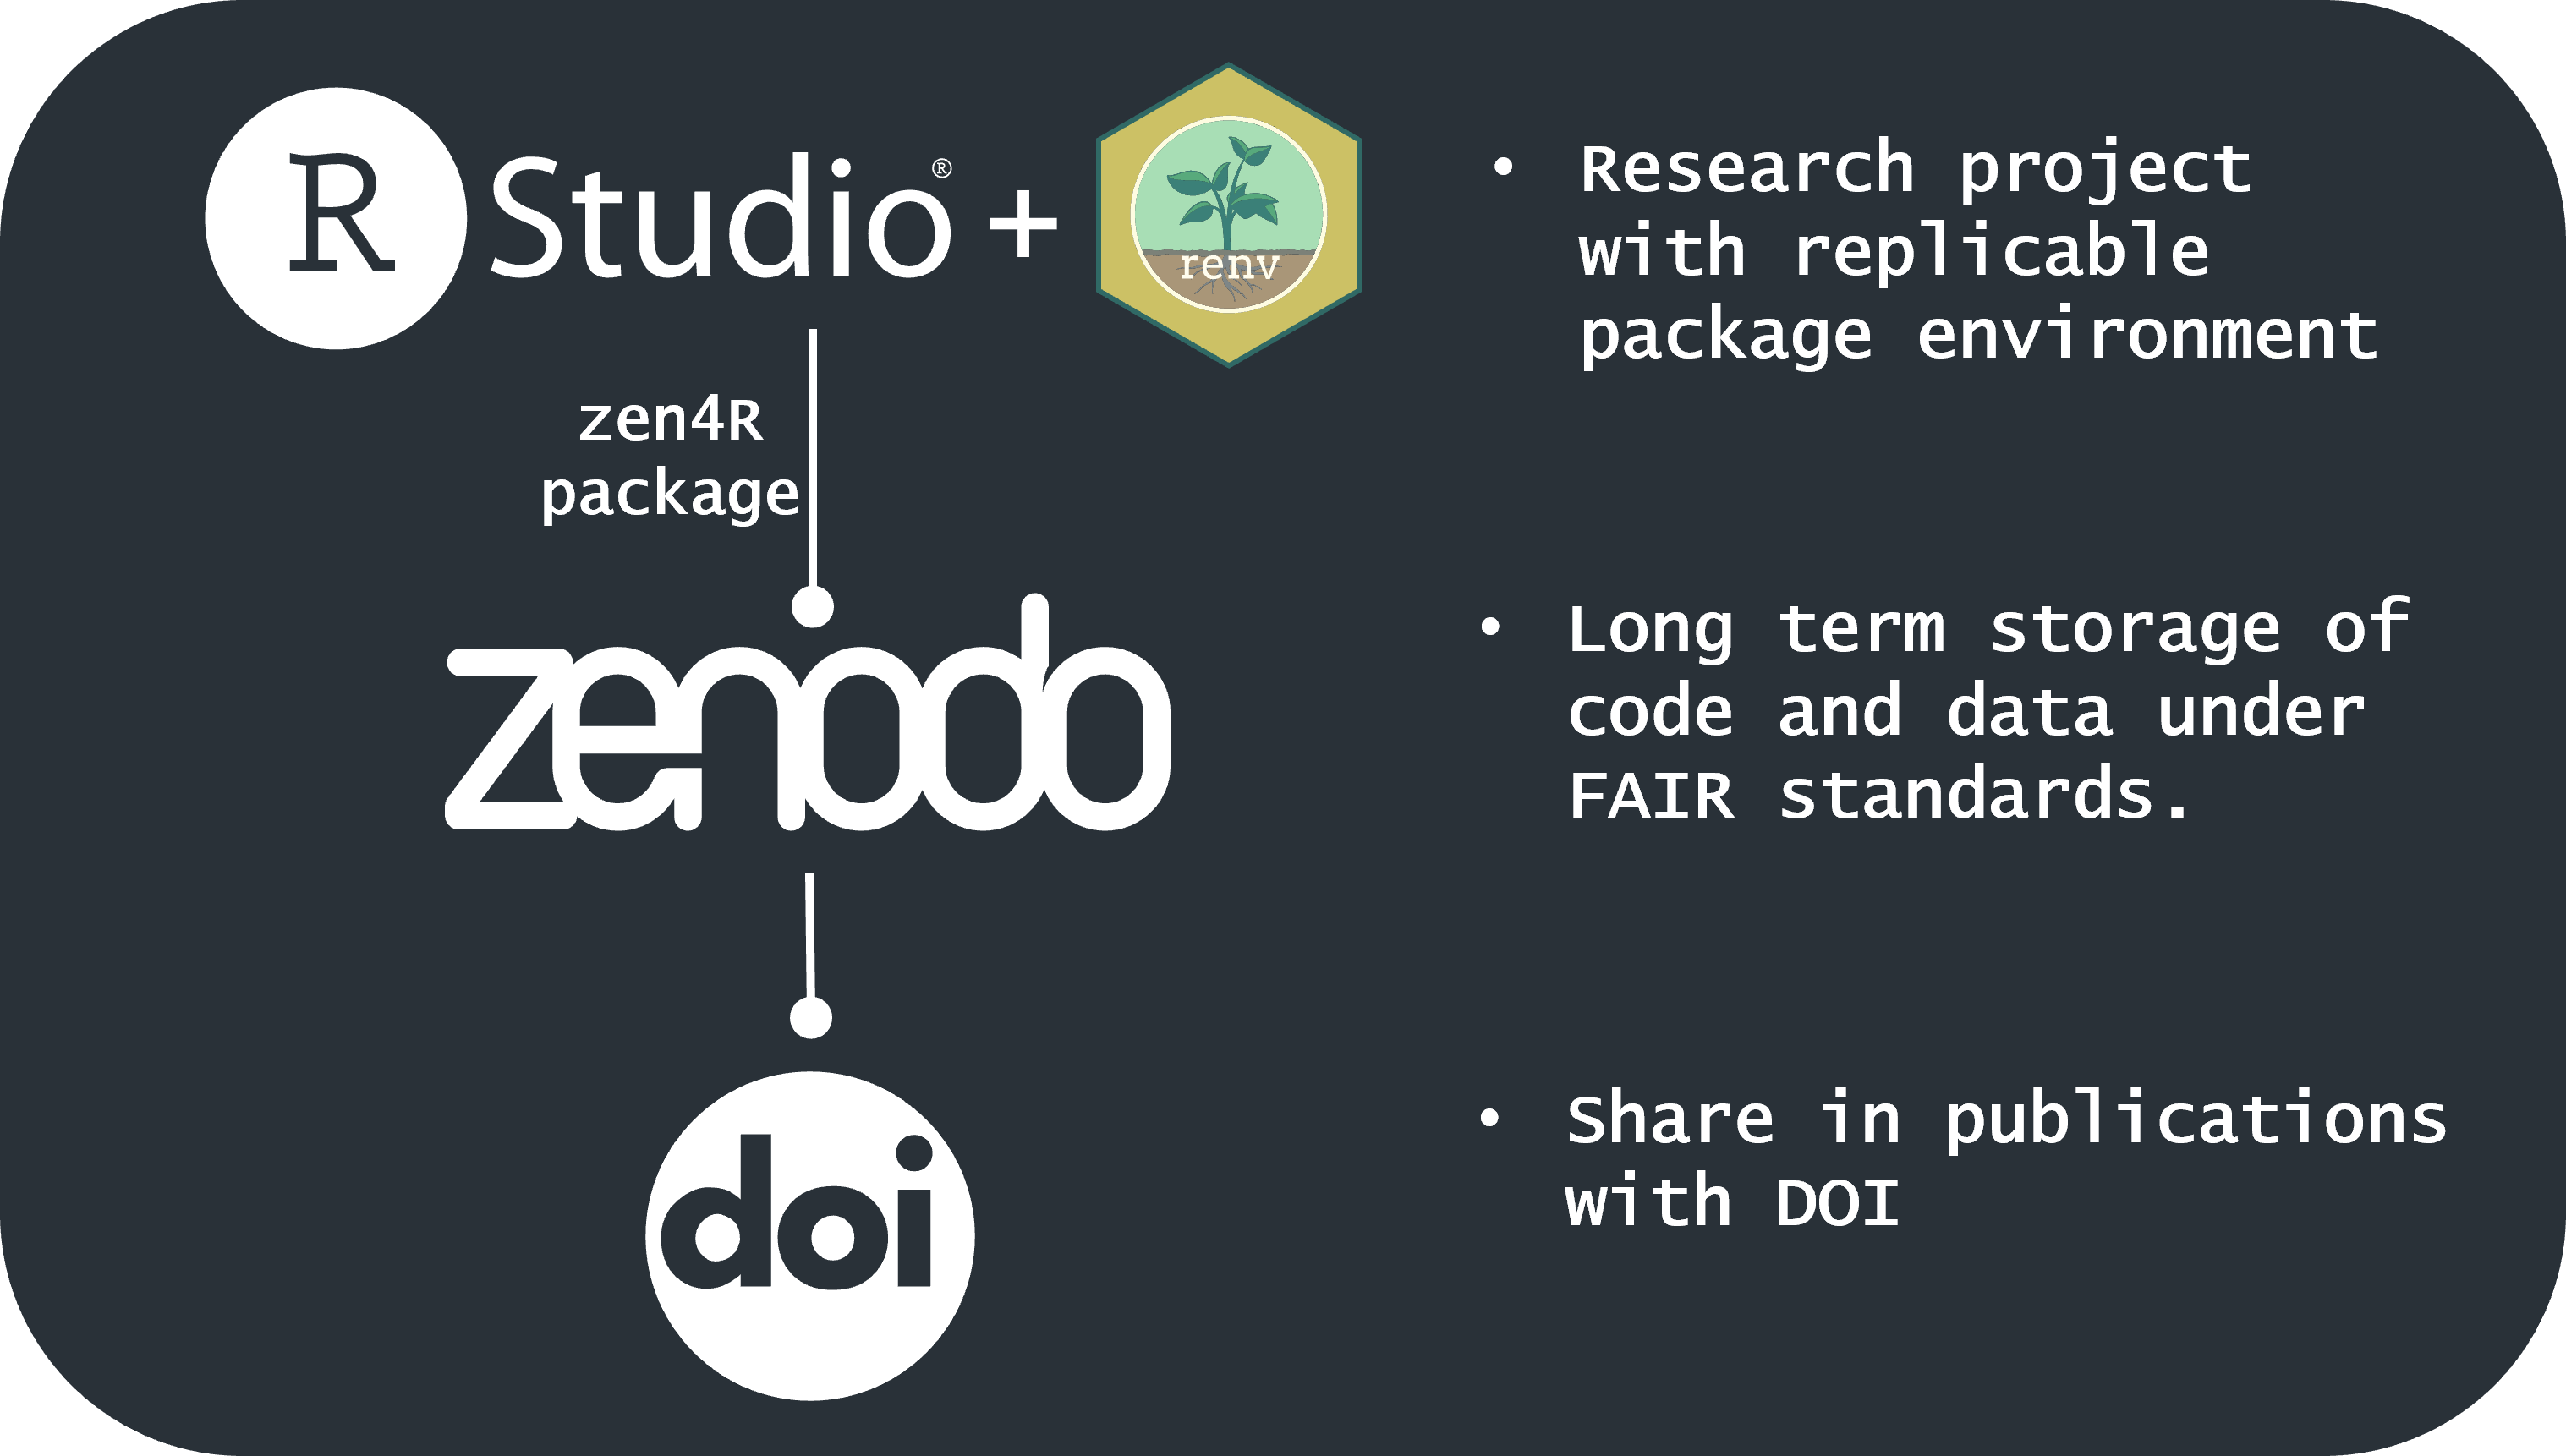 R Studio® +
renv
zen4R
package
zenodo
doi
• Research project
with replicable
package environment
• Long term storage of
code and data under
FAIR standards.
• Share in publications
with DOI